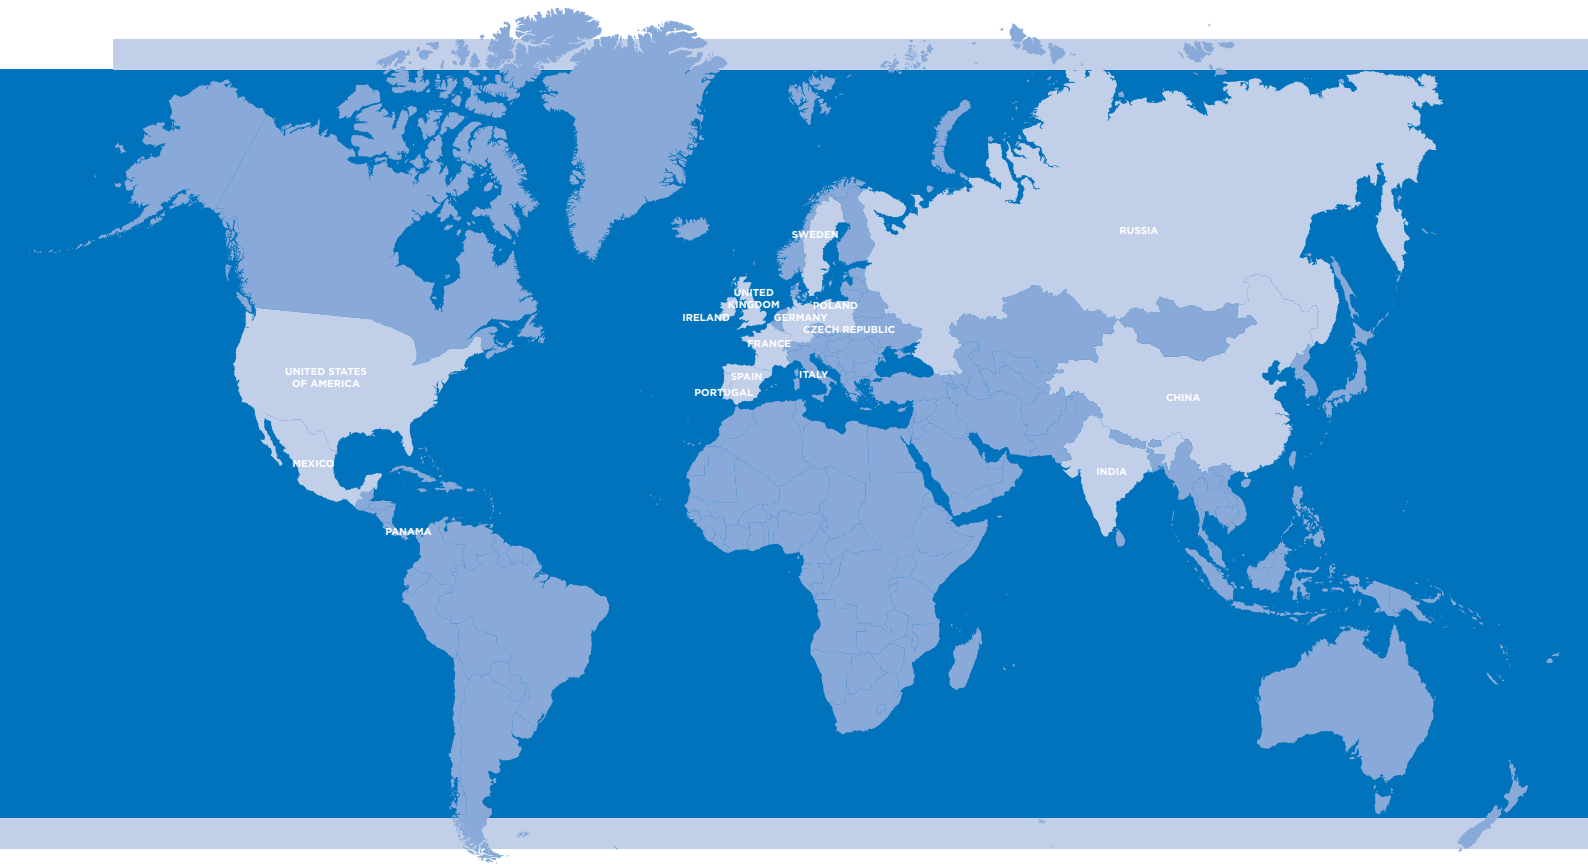 SWEDEN
RUSSIA
UNITED
KINGDOM
POLAND
IRELAND
GERMANY
CZECH REPUBLIC
FRANCE
UNITED STATES
OF AMERICA
SPAIN
ITALY
PORTUGAL
CHINA
MEXICO
INDIA
PANAMA